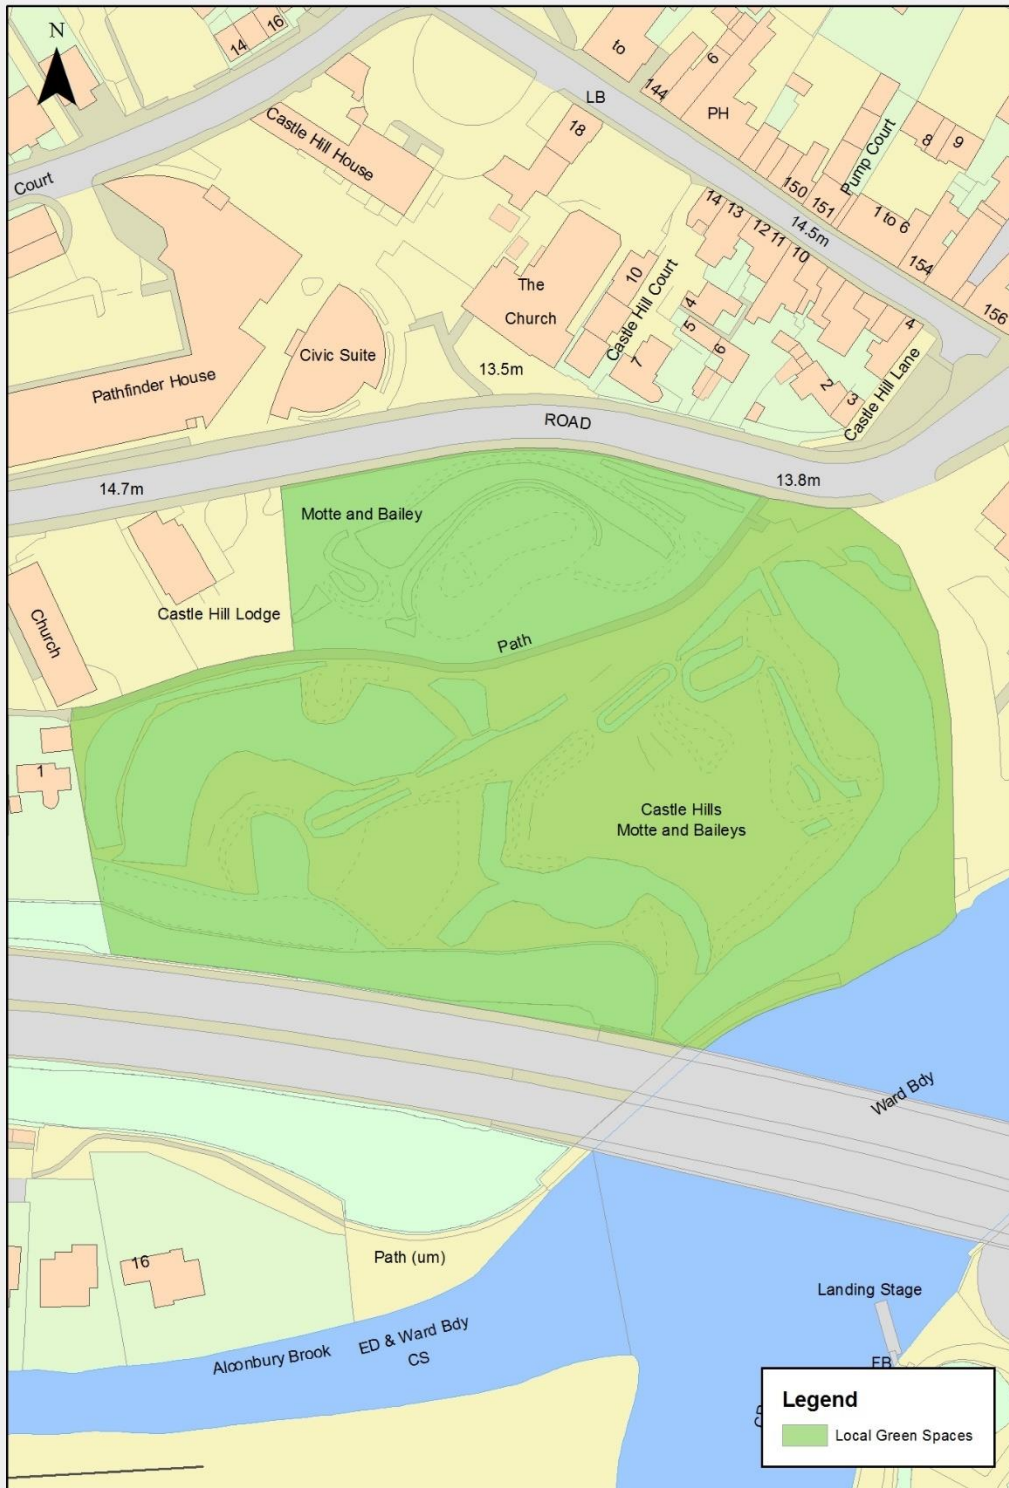 N
14
16
to
144
6
PH
LB
18
Castle Hill House
Court
Pump Court
8
9
150
151
1 to 6
14.5m
154
156
14
13
12
11
10
The
Church
10
Castle Hill Court
4
5
6
7
4
2
3
Castle Hill Lane
Civic Suite
Pathfinder House
13.5m
ROAD
14.7m
13.8m
Motte and Bailey
Castle Hill Lodge
Church
Path
1
Castle Hills
Motte and Baileys
Ward Bdy
16
Path (um)
Landing Stage
Alconbury Brook
ED & Ward Bdy
CS
FB
Legend
Local Green Spaces